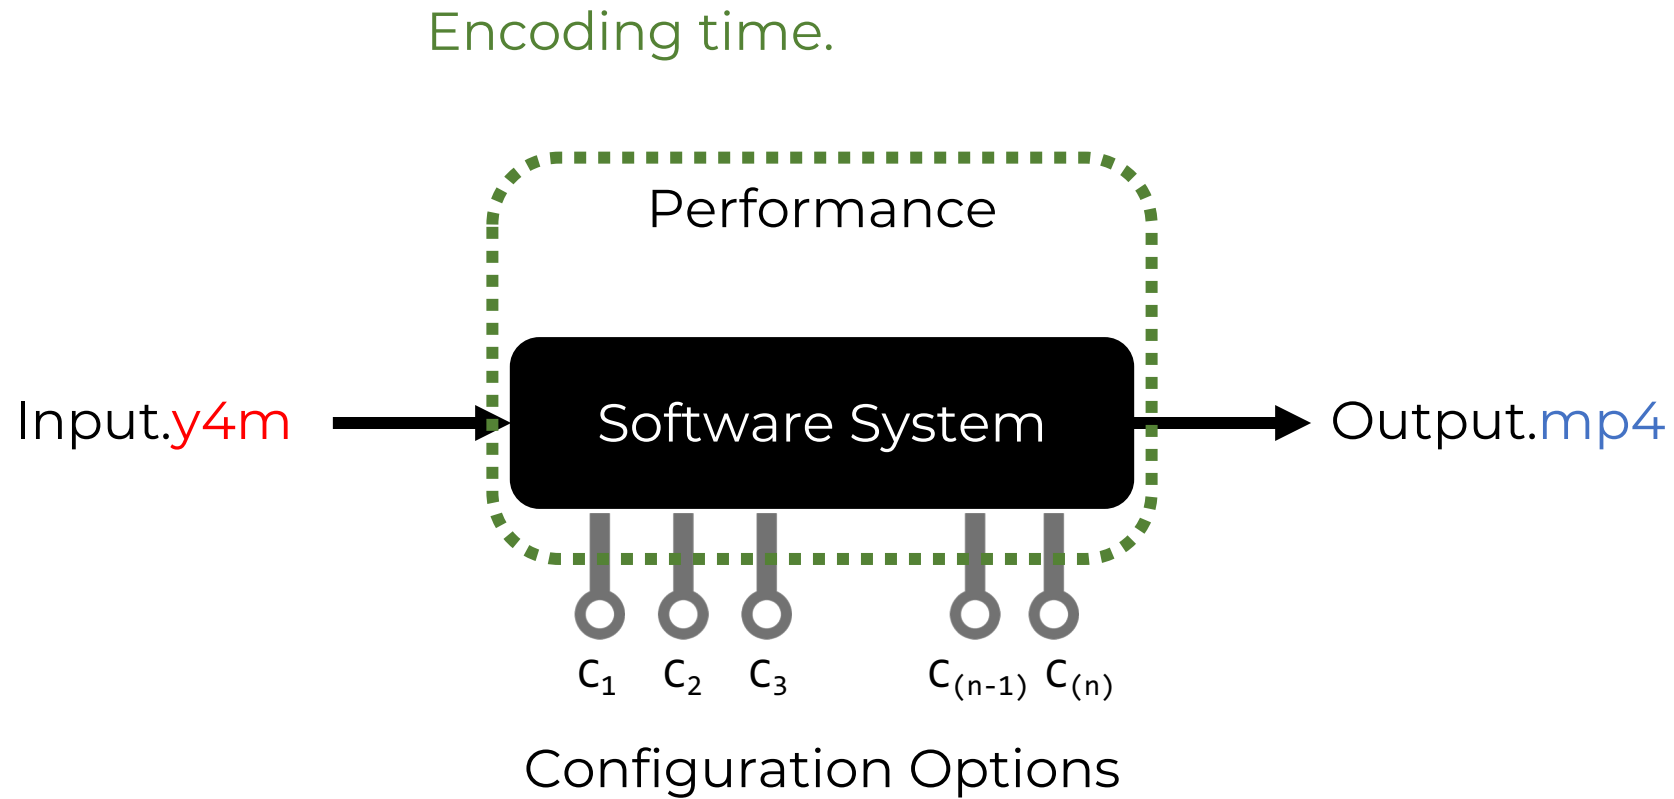 Encoding time.
Performance
Input.y4m
Software System
Output.mp4
C1 C2 C3 C(n-1) C(n)
Configuration Options